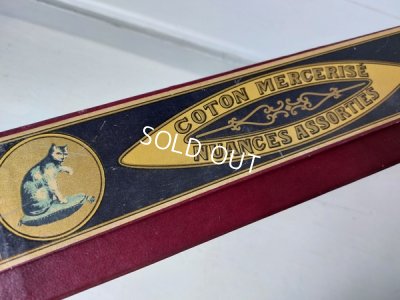 COTON MERCERISÉ
NUANCES ASSORTIES
SOLD OUT